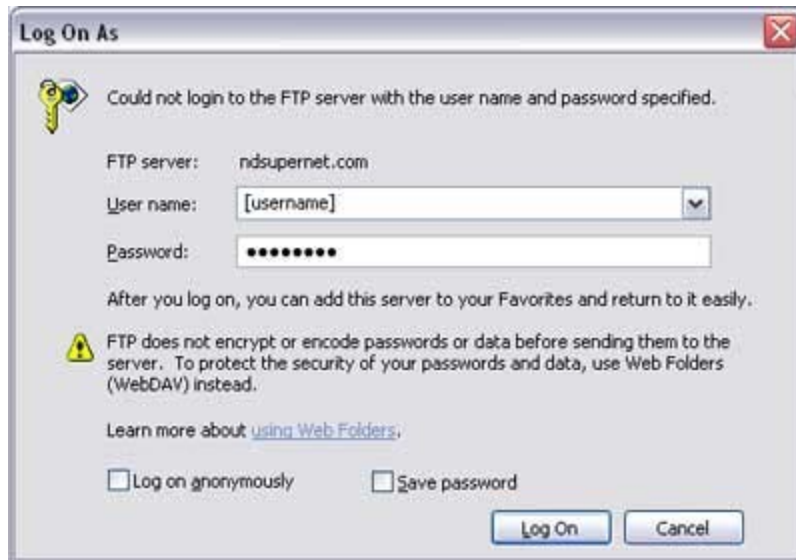 Log On As
Could not login to the FTP server with the user name and password specified.
FTP server: ndsupernet.com
User name: [username]
Password: ●●●●●●●●
After you log on, you can add this server to your Favorites and return to it easily.
FTP does not encrypt or encode passwords or data before sending them to the
server. To protect the security of your passwords and data, use Web Folders
(WebDAV) instead.
Learn more about using Web Folders.
Log on anonymously Save password
Log On Cancel